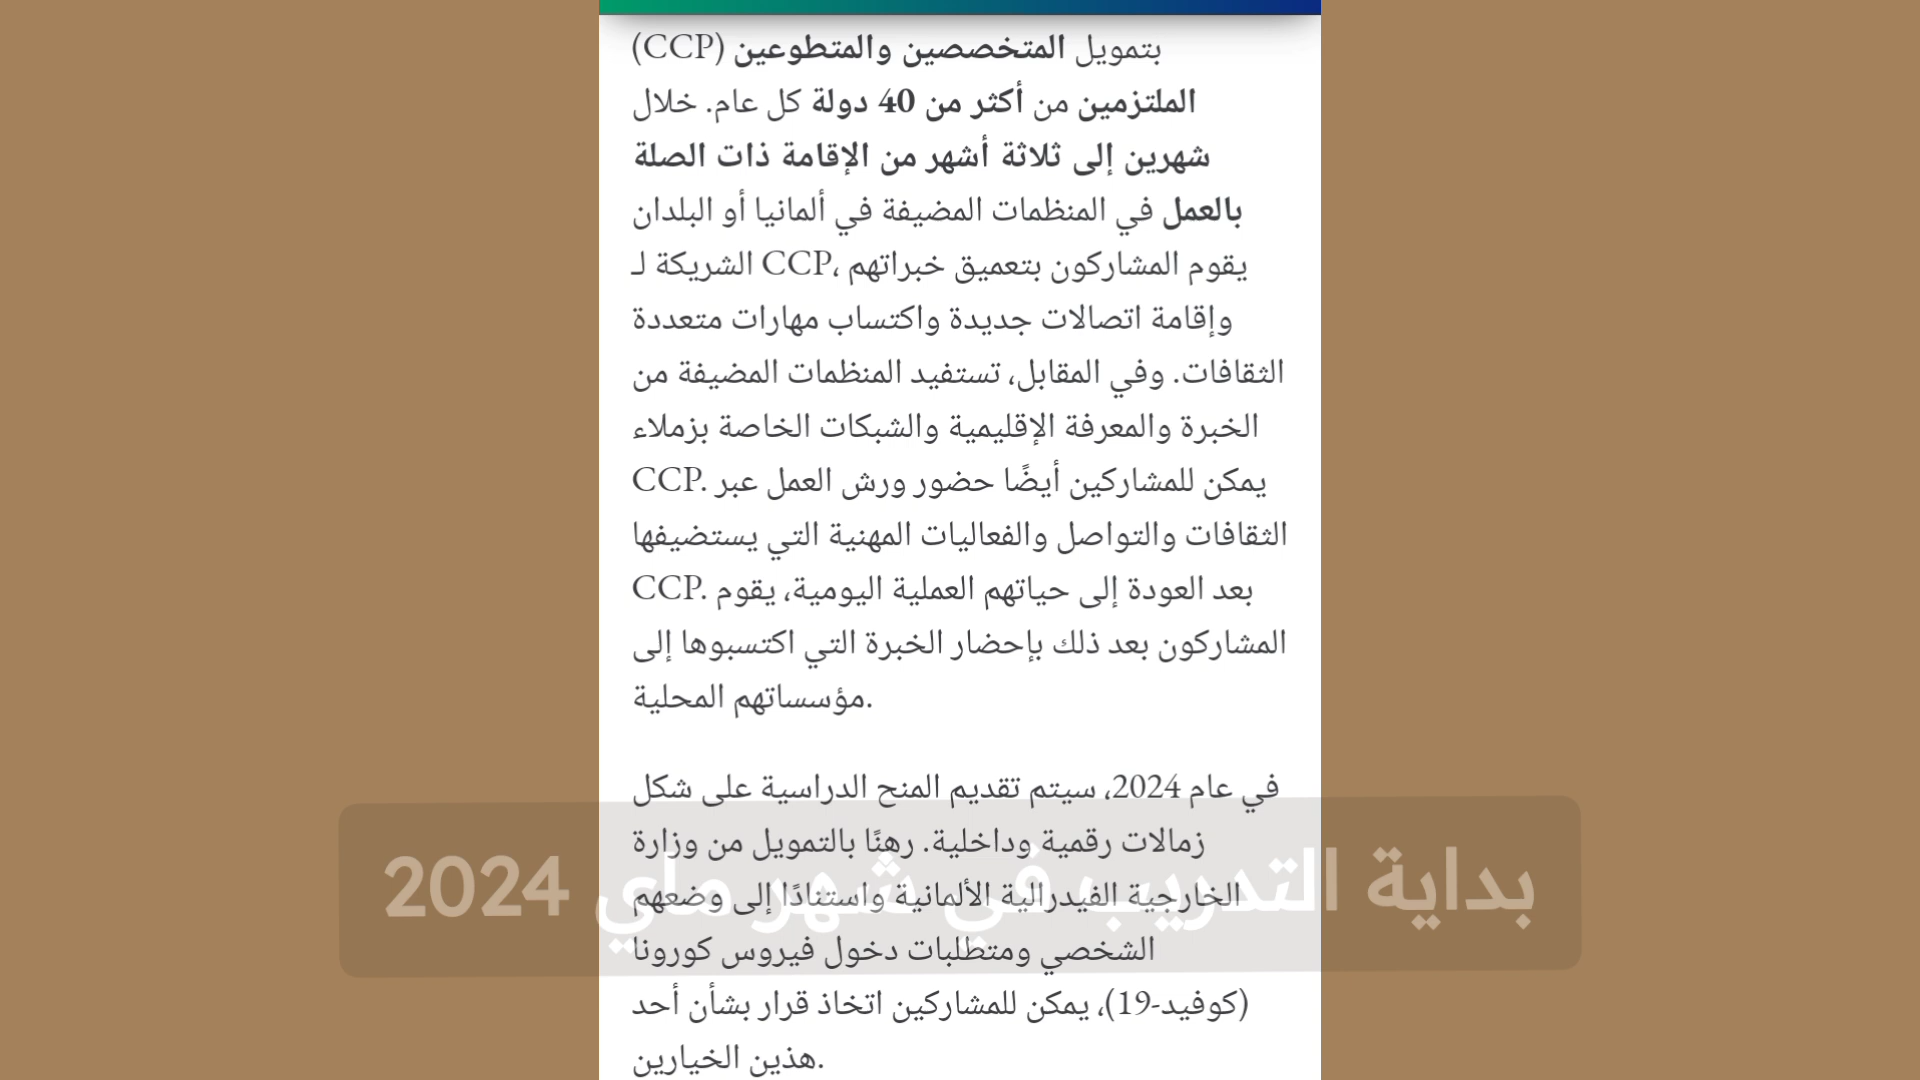 بتمويل المتخصصين والمتطوعين (CCP)
الملتزمين من أكثر من 40 دولة كل عام. خلال
شهرين إلى ثلاثة أشهر من الإقامة ذات الصلة
بالعمل في المنظمات المضيفة في ألمانيا أو البلدان
الشريكة لـ CCP، يقوم المشاركون بتعميق خبراتهم
وإقامة اتصالات جديدة واكتساب مهارات متعددة
الثقافات. وفي المقابل، تستفيد المنظمات المضيفة من
الخبرة والمعرفة الإقليمية والشبكات الخاصة بزملاء
CCP. يمكن للمشاركين أيضًا حضور ورش العمل عبر
الثقافات والتواصل والفعاليات المهنية التي يستضيفها
CCP. بعد العودة إلى حياتهم العملية اليومية، يقوم
المشاركون بعد ذلك بإحضار الخبرة التي اكتسبوها إلى
مؤسساتهم المحلية.
في عام 2024، سيتم تقديم المنح الدراسية على شكل
زمالات رقمية وداخلية. رهنًا بالتمويل من وزارة
الخارجية الفيدرالية الألمانية واستنادًا إلى وضعهم
الشخصي ومتطلبات دخول فيروس كورونا
(كوفيد-19)، يمكن للمشاركين اتخاذ قرار بشأن أحد
هذين الخيارين.
بداية التدريب في شهر ماي 2024